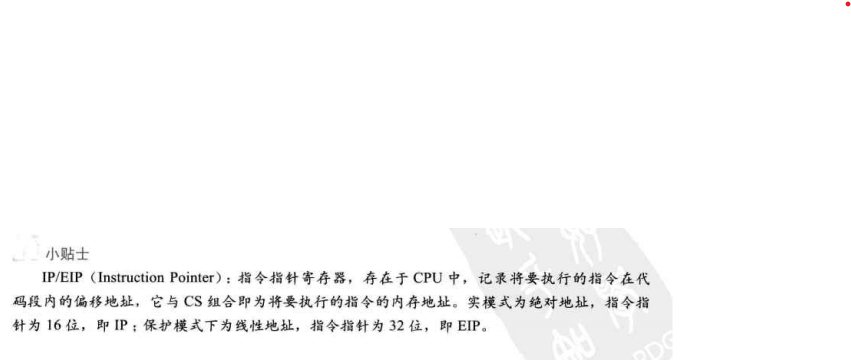 小贴士
IP/EIP（Instruction Pointer）：指令指针寄存器，存在于 CPU 中，记录将要执行的指令在代
码段内的偏移地址，它与 CS 组合即为将要执行的指令的内存地址。实模式为绝对地址，指令指
针为 16 位，即 IP；保护模式下为线性地址，指令指针为 32 位，即 EIP。